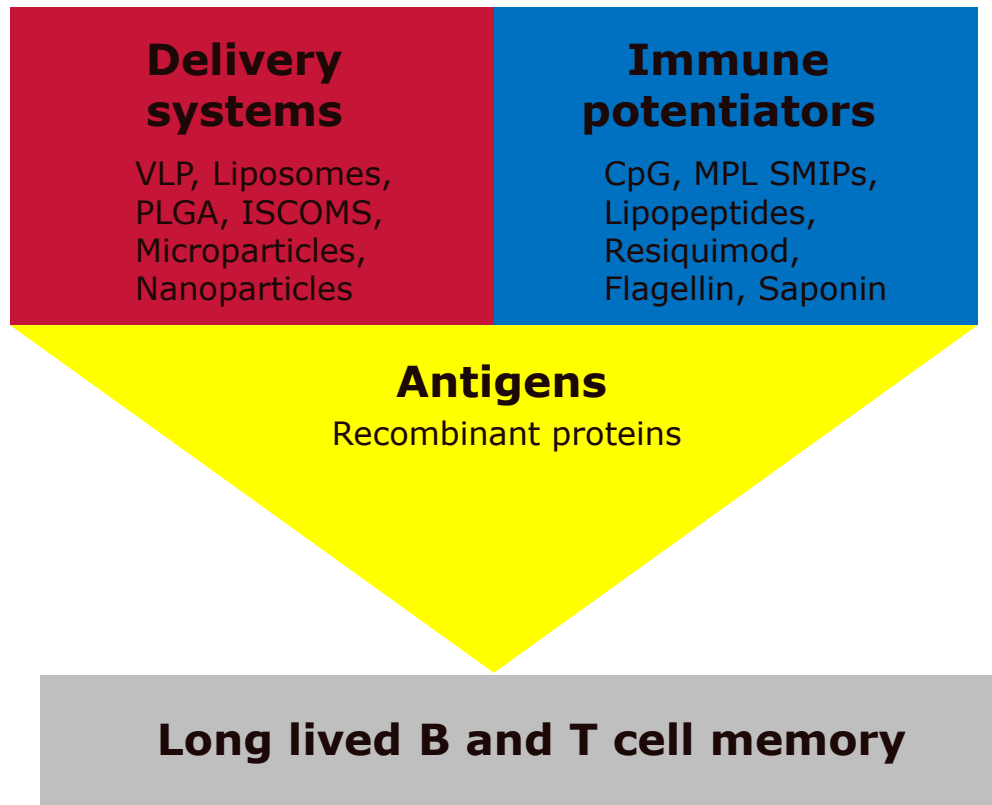 Delivery
systems
VLP, Liposomes,
PLGA, ISCOMS,
Microparticles,
Nanoparticles
Immune
potentiators
CpG, MPL SMIPs,
Lipopeptides,
Resiquimod,
Flagellin, Saponin
Antigens
Recombinant proteins
Long lived B and T cell memory